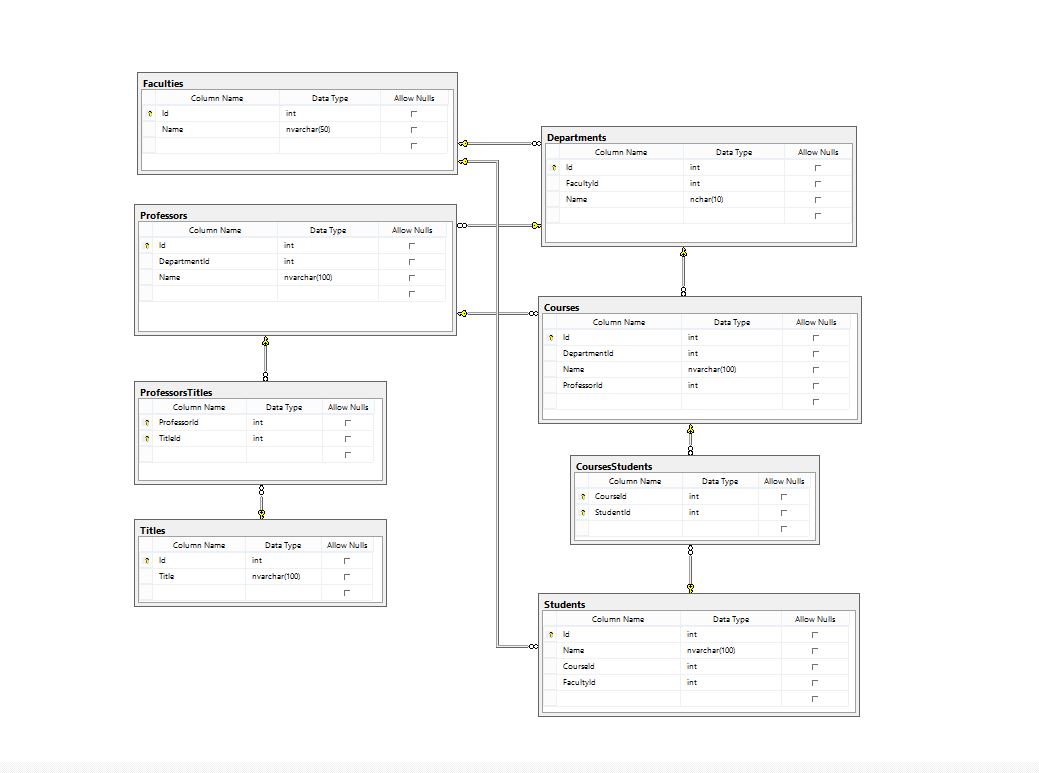 Faculties
Column Name Data Type Allow Nulls
Id int
Name nvarchar(50)
Departments
Column Name Data Type Allow Nulls
Id int
FacultyId int
Name nchar(10)
Professors
Column Name Data Type Allow Nulls
Id int
DepartmentId int
Name nvarchar(100)
Courses
Column Name Data Type Allow Nulls
Id int
DepartmentId int
Name nvarchar(100)
ProfessorId int
ProfessorsTitles
Column Name Data Type Allow Nulls
ProfessorId int
TitleId int
CoursesStudents
Column Name Data Type Allow Nulls
CourseId int
StudentId int
Titles
Column Name Data Type Allow Nulls
Id int
Title nvarchar(100)
Students
Column Name Data Type Allow Nulls
Id int
Name nvarchar(100)
CourseId int
FacultyId int